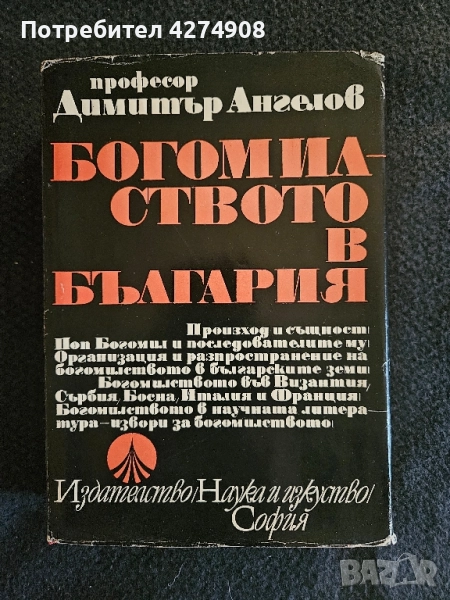 Потребител 4274908
професор
Димитър Ангелов
БОГОМИЛ-
СТВОТО
В
БЪЛГАРИЯ
Произход и същност/
Поп Богомил и последователите му/
Организация и разпространение на
богомилството в българските земи/
Богомилството във Византия,
Сърбия, Босна, Италия и Франция/
Богомилството в научната литера-
тура – извори за богомилството/
Издателство/Наука и изкуство/
София
BAZAR